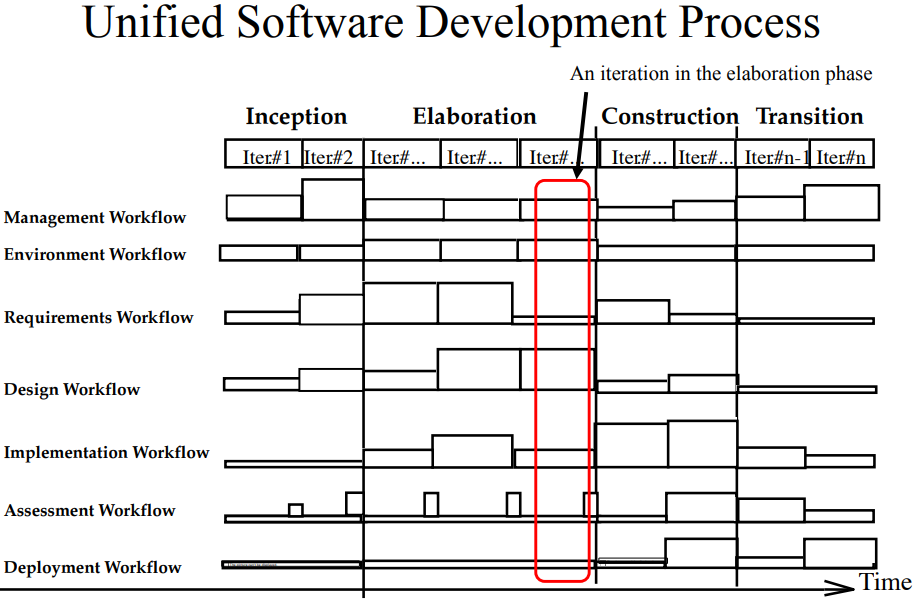 Unified Software Development Process
An iteration in the elaboration phase
Inception Elaboration Construction Transition
Iter.#1 Iter.#2 Iter.#... Iter.#... Iter.#... Iter.#... Iter.#... Iter.#n-1 Iter.#n
Management Workflow
Environment Workflow
Requirements Workflow
Design Workflow
Implementation Workflow
Assessment Workflow
Deployment Workflow
Time